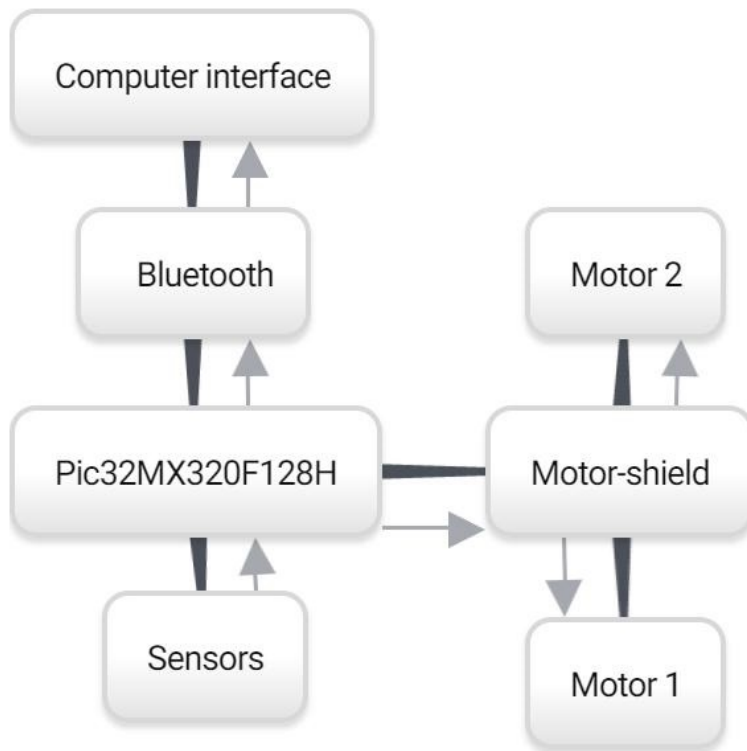 Computer interface
Bluetooth
Motor 2
Pic32MX320F128H
Motor-shield
Sensors
Motor 1